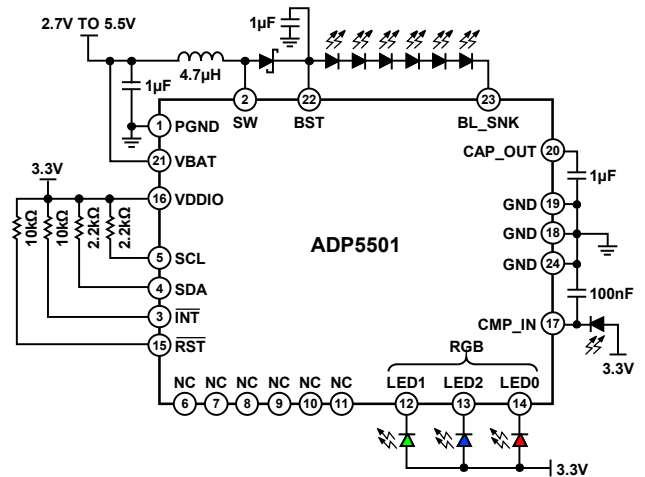 2.7V TO 5.5V
1µF
1µF
4.7µH
2
SW
22
BST
23
BL_SNK
1
PGND
21
VBAT
3.3V
16
VDDIO
10kΩ
10kΩ
2.2kΩ
2.2kΩ
5
SCL
4
SDA
3
INT
15
RST
ADP5501
CAP_OUT
20
1µF
GND
19
GND
18
GND
24
100nF
CMP_IN
17
3.3V
RGB
NC NC NC NC NC NC
6 7 8 9 10 11
LED1 LED2 LED0
12 13 14
3.3V